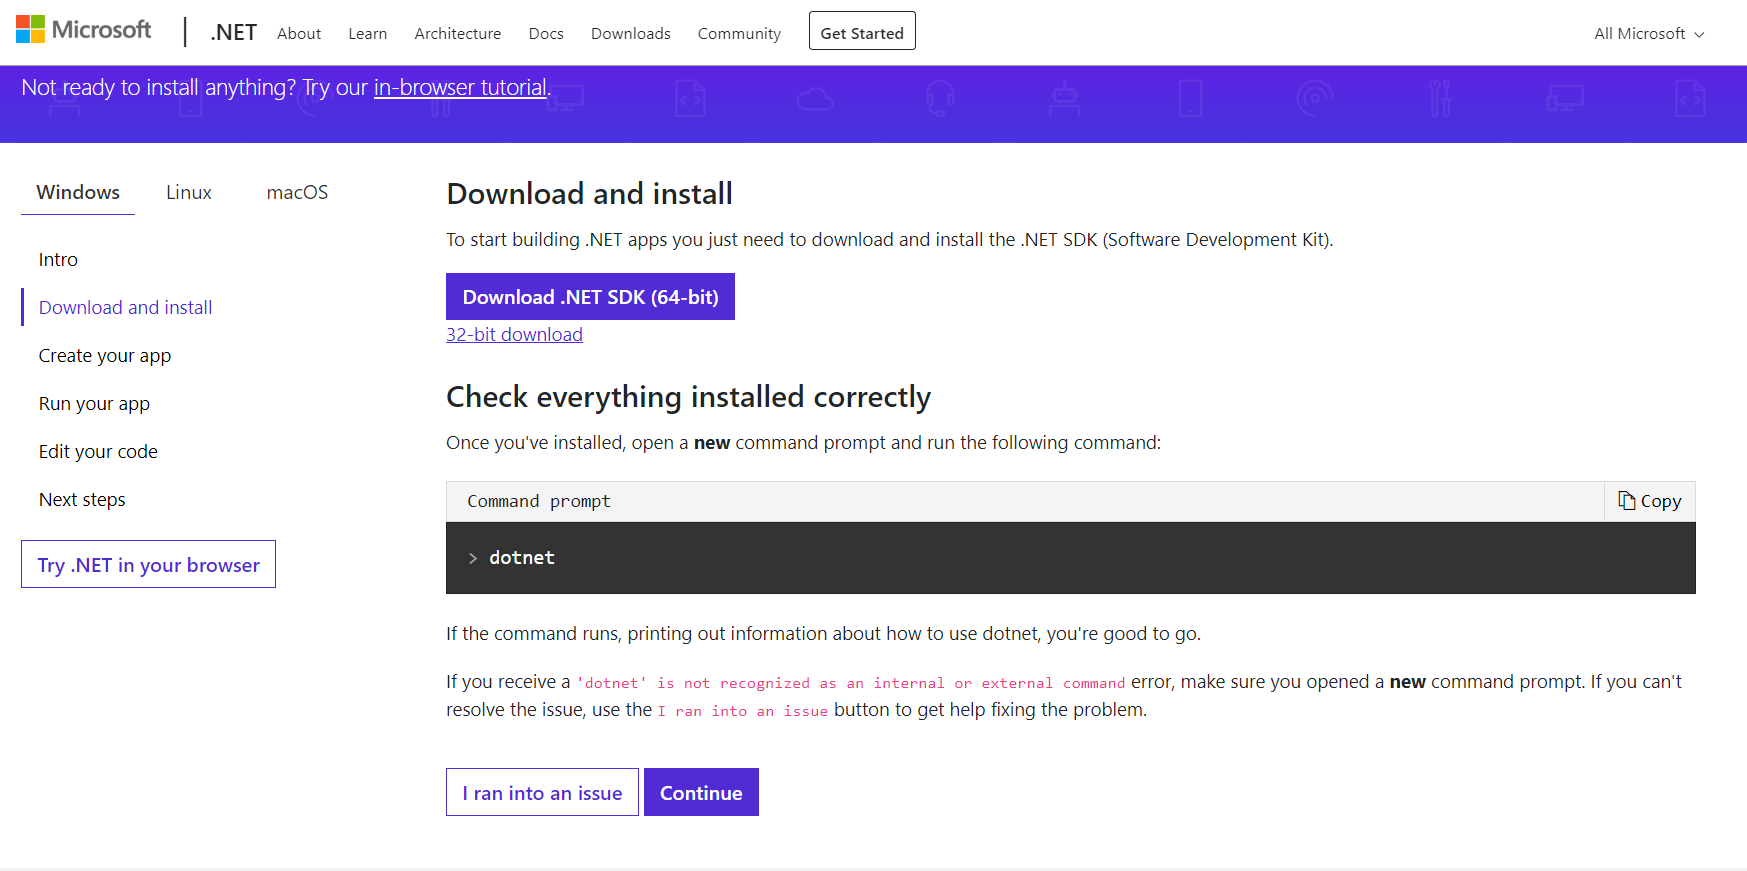 Microsoft
.NET About Learn Architecture Docs Downloads Community Get Started All Microsoft
Not ready to install anything? Try our in-browser tutorial.
Windows Linux macOS
Intro
Download and install
Create your app
Run your app
Edit your code
Next steps
Try .NET in your browser
Download and install
To start building .NET apps you just need to download and install the .NET SDK (Software Development Kit).
Download .NET SDK (64-bit)
32-bit download
Check everything installed correctly
Once you've installed, open a new command prompt and run the following command:
Command prompt Copy
> dotnet
If the command runs, printing out information about how to use dotnet, you're good to go.
If you receive a 'dotnet' is not recognized as an internal or external command error, make sure you opened a new command prompt. If you can't
resolve the issue, use the I ran into an issue button to get help fixing the problem.
I ran into an issue Continue